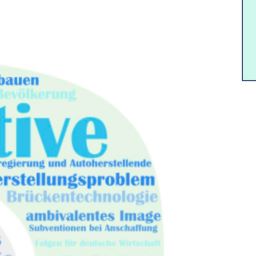 bauen
Bevölkerung
tive
regierung und Autoherstellende
erstellungsproblem
Brückentechnologie
ambivalentes Image
Subventionen bei Anschaffung
Folgen für deutsche Wirtschaft